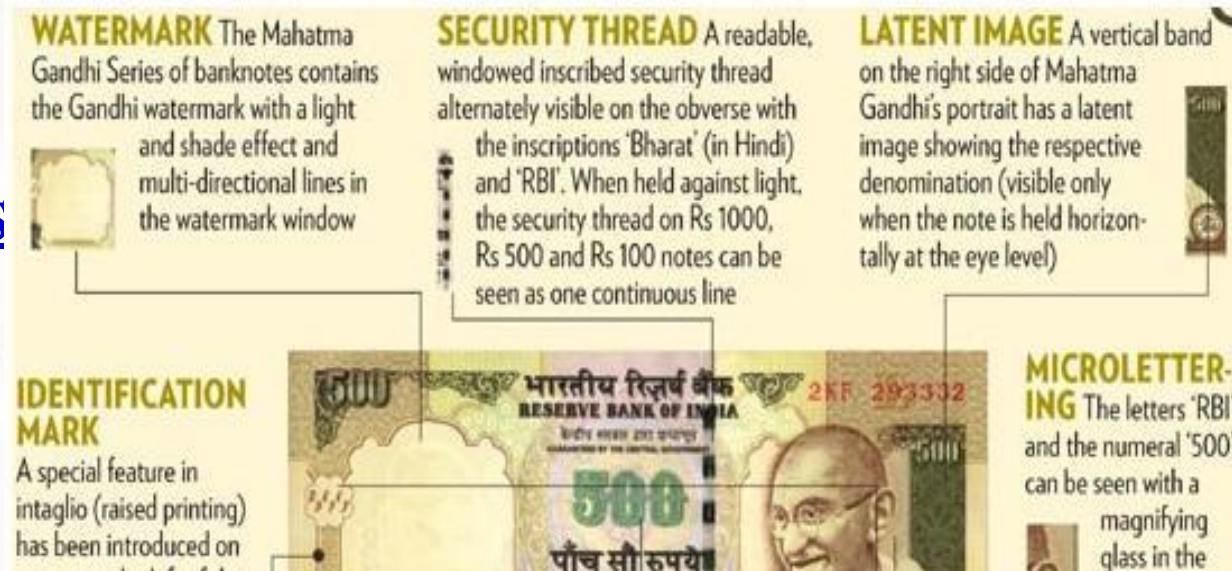 WATERMARK The Mahatma
Gandhi Series of banknotes contains
the Gandhi watermark with a light
and shade effect and
multi-directional lines in
the watermark window
SECURITY THREAD A readable,
windowed inscribed security thread
alternately visible on the obverse with
the inscriptions 'Bharat' (in Hindi)
and 'RBI'. When held against light,
the security thread on Rs 1000,
Rs 500 and Rs 100 notes can be
seen as one continuous line
LATENT IMAGE A vertical band
on the right side of Mahatma
Gandhi's portrait has a latent
image showing the respective
denomination (visible only
when the note is held horizon-
tally at the eye level)
IDENTIFICATION
MARK
A special feature in
intaglio (raised printing)
has been introduced on
500
भारतीय रिज़र्व बैंक
RESERVE BANK OF INDIA
2KF 293332
500
500
पाँच सौ रुपये
MICROLETTER-
ING The letters 'RBI
and the numeral '500
can be seen with a
magnifying
glass in the